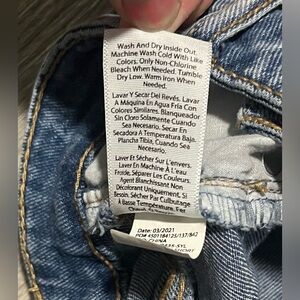 Wash And Dry Inside Out.
Machine Wash Cold With Like
Colors. Only Non-Chlorine
Bleach When Needed. Tumble
Dry Low. Warm Iron When
Needed.
Lavar Y Secar Del Revés. Lavar
A Máquina En Agua Fría Con
Colores Similares. Blanqueador
Sin Cloro Solamente Cuando
Sea Necesario. Secar En
Secadora A Temperatura Baja.
Plancha Tibia Cuando Sea
Necesario.
Laver Et Sécher Sur L'envers.
Laver En Machine À L'eau
Froide, Séparer Les Couleurs.
Agent Blanchissant Non
Décolorant Uniquement, Si
Besoin. Sécher Par Culbutage
À Basse Température. Fer
Date: 03/2021
CHINA